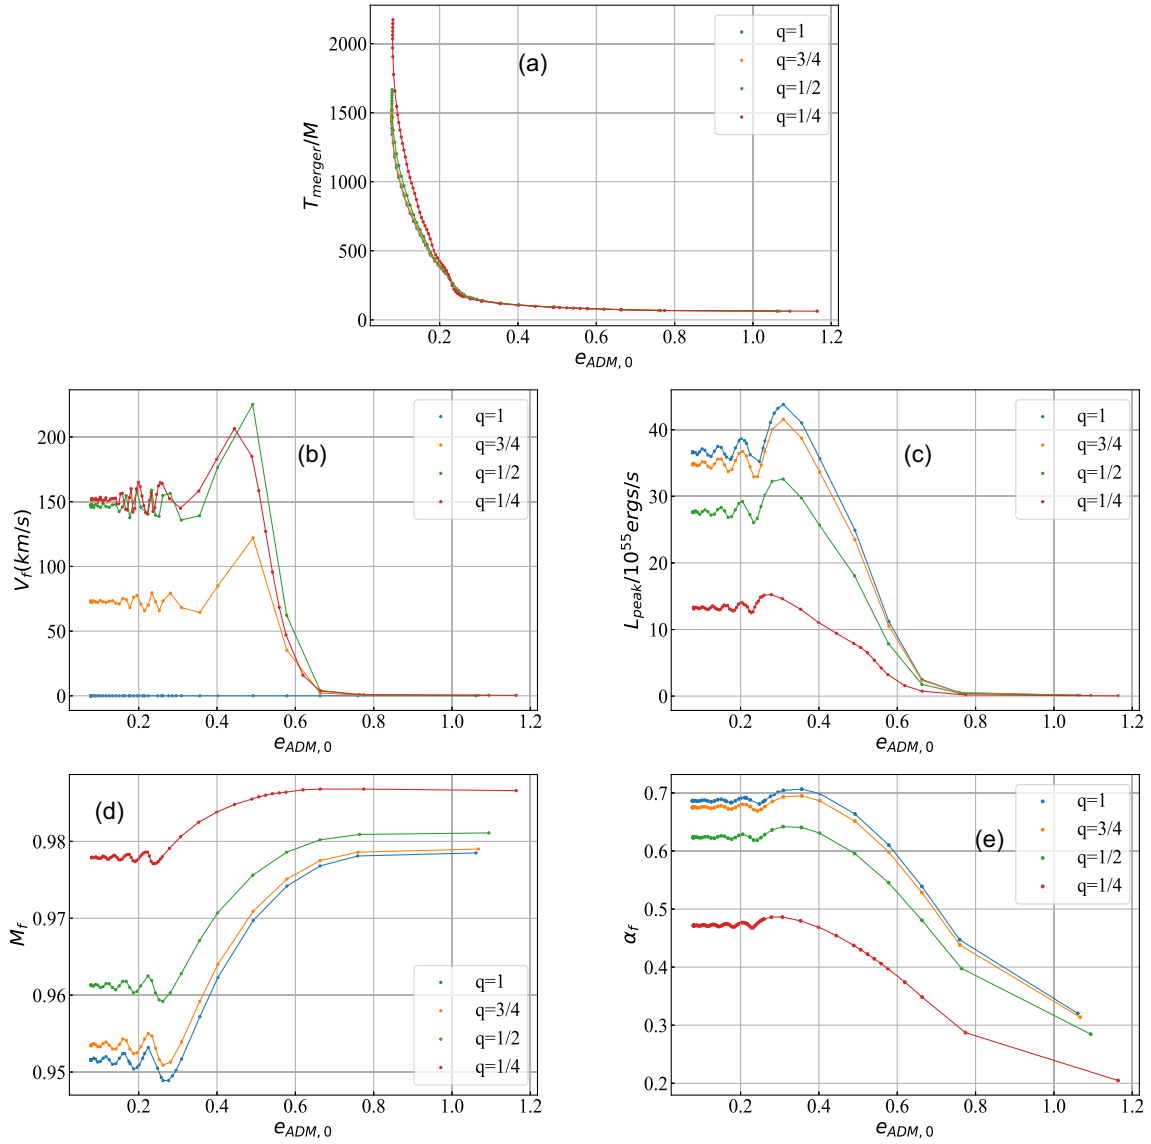 (a)
q=1
q=3/4
q=1/2
q=1/4
T_merger/M
2000
1500
1000
500
0
0.2 0.4 0.6 0.8 1.0 1.2
e_ADM, 0
(b)
q=1
q=3/4
q=1/2
q=1/4
V_f(km/s)
200
150
100
50
0
0.2 0.4 0.6 0.8 1.0 1.2
e_ADM, 0
(c)
q=1
q=3/4
q=1/2
q=1/4
L_peak/10^55 ergs/s
40
30
20
10
0
0.2 0.4 0.6 0.8 1.0 1.2
e_ADM, 0
(d)
q=1
q=3/4
q=1/2
q=1/4
M_f
0.98
0.97
0.96
0.95
0.2 0.4 0.6 0.8 1.0 1.2
e_ADM, 0
(e)
q=1
q=3/4
q=1/2
q=1/4
α_f
0.7
0.6
0.5
0.4
0.3
0.2
0.2 0.4 0.6 0.8 1.0 1.2
e_ADM, 0